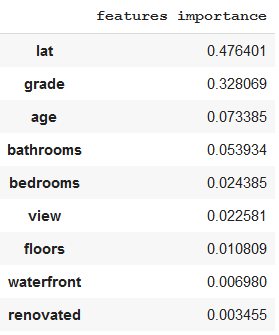 features importance
lat 0.476401
grade 0.328069
age 0.073385
bathrooms 0.053934
bedrooms 0.024385
view 0.022581
floors 0.010809
waterfront 0.006980
renovated 0.003455